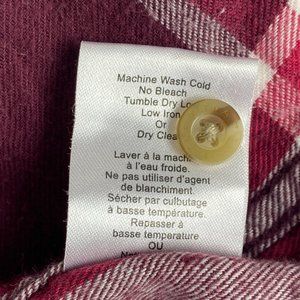 Machine Wash Cold
No Bleach
Tumble Dry Lo
Low Iron
Or
Dry Clea
Laver à la mach
à l'eau froide.
Ne pas utiliser d'agent
de blanchiment.
Sécher par culbutage
à basse température.
Repasser à
basse température
OU